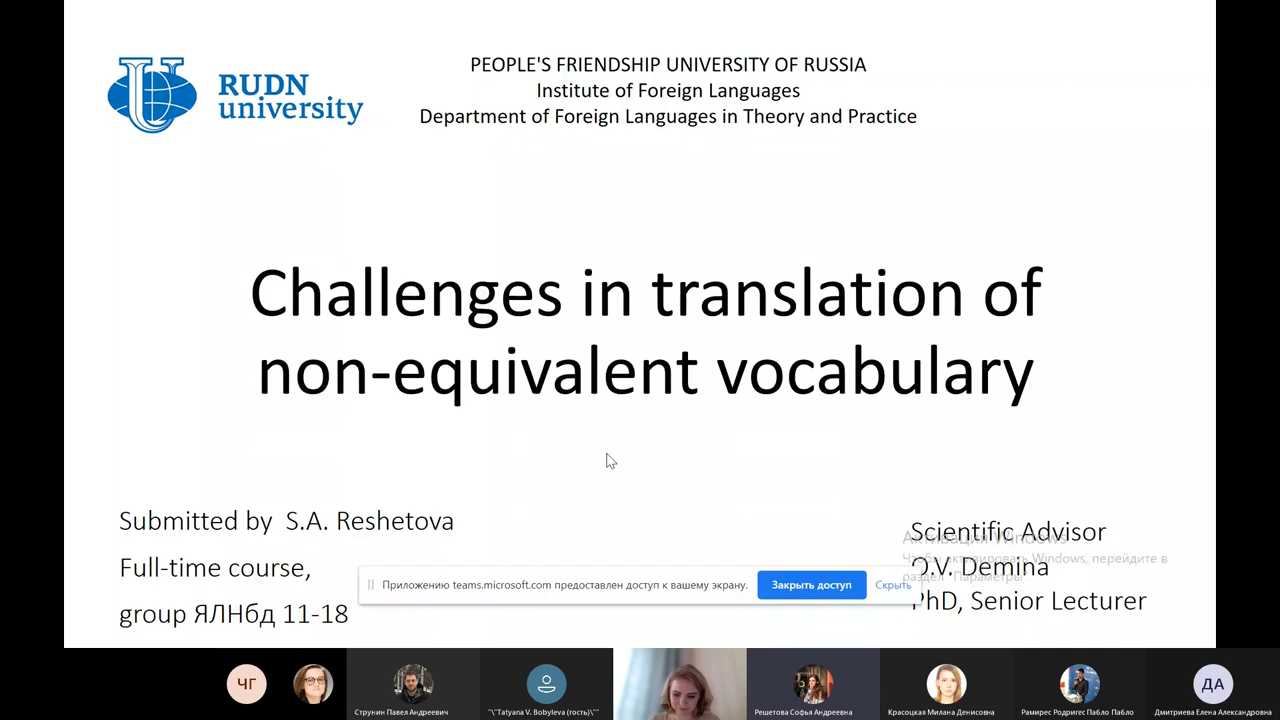 RUDN
university
PEOPLE'S FRIENDSHIP UNIVERSITY OF RUSSIA
Institute of Foreign Languages
Department of Foreign Languages in Theory and Practice
Challenges in translation of
non-equivalent vocabulary
Submitted by S.A. Reshetova
Full-time course,
group ЯЛНбд 11-18
Scientific Advisor
O.V. Demina
PhD, Senior Lecturer
Активация Windows
Чтобы активировать Windows, перейдите в
раздел "Параметры".
Приложению teams.microsoft.com предоставлен доступ к вашему экрану.
Закрыть доступ
Скрыть
ЧГ
Струнин Павел Андреевич
"\"Tatyana V. Bobyleva (гость)\""
Решетова Софья Андреевна
Красоцкая Милана Денисовна
Рамирес Родригес Пабло Пабло
ДА
Дмитриева Елена Александровна